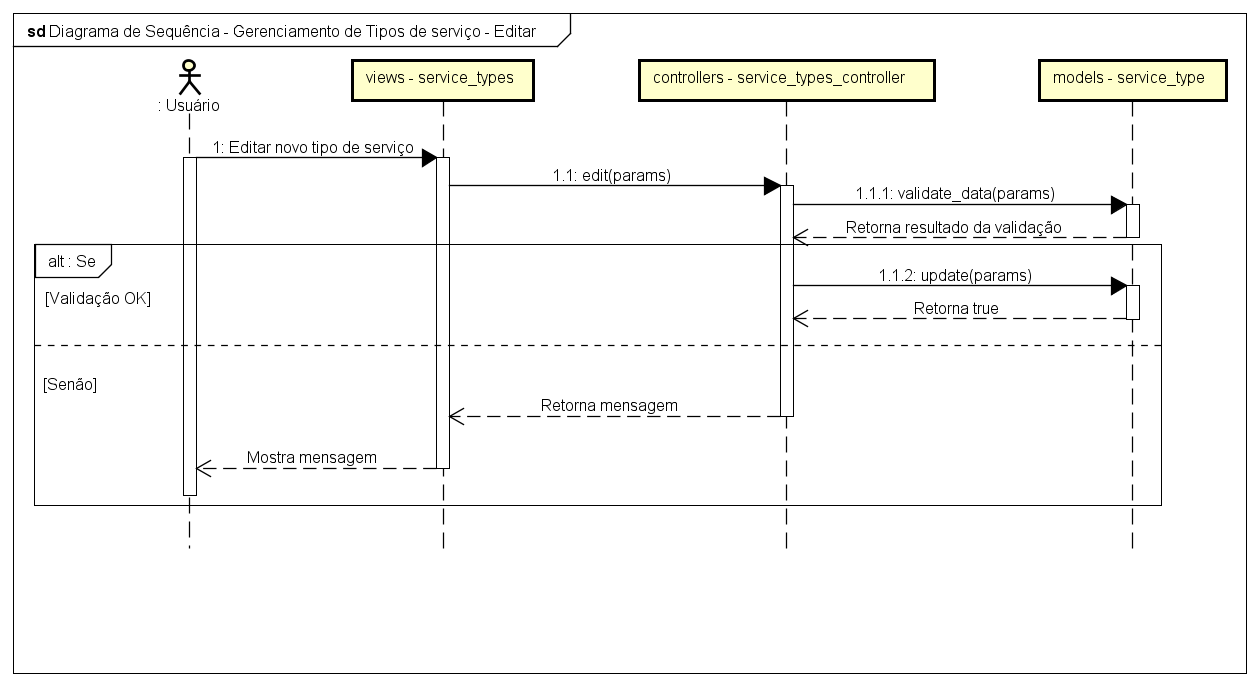 sd Diagrama de Sequência - Gerenciamento de Tipos de serviço - Editar
: Usuário
views - service_types
controllers - service_types_controller
models - service_type
1: Editar novo tipo de serviço
1.1: edit(params)
1.1.1: validate_data(params)
Retorna resultado da validação
alt : Se
[Validação OK]
1.1.2: update(params)
Retorna true
[Senão]
Retorna mensagem
Mostra mensagem